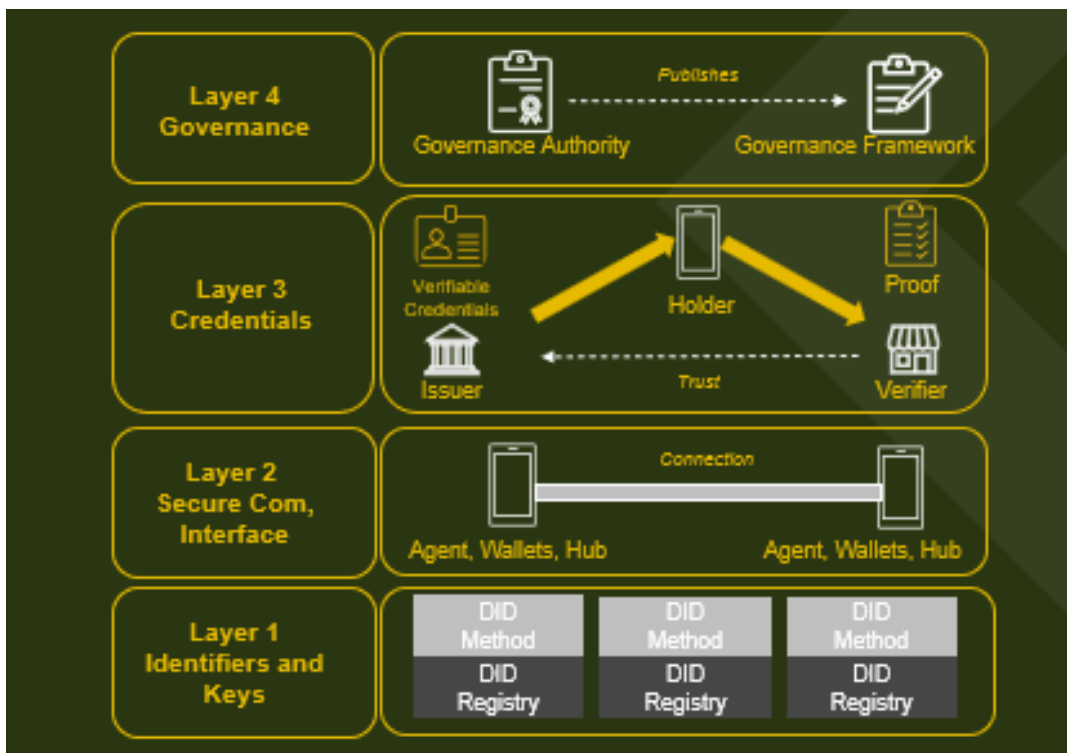 Layer 4
Governance
Publishes
Governance Authority
Governance Framework
Layer 3
Credentials
Verifiable
Credentials
Issuer
Holder
Proof
Trust
Verifier
Layer 2
Secure Com,
Interface
Connection
Agent, Wallets, Hub
Agent, Wallets, Hub
Layer 1
Identifiers and
Keys
DID
Method
DID
Registry
DID
Method
DID
Registry
DID
Method
DID
Registry